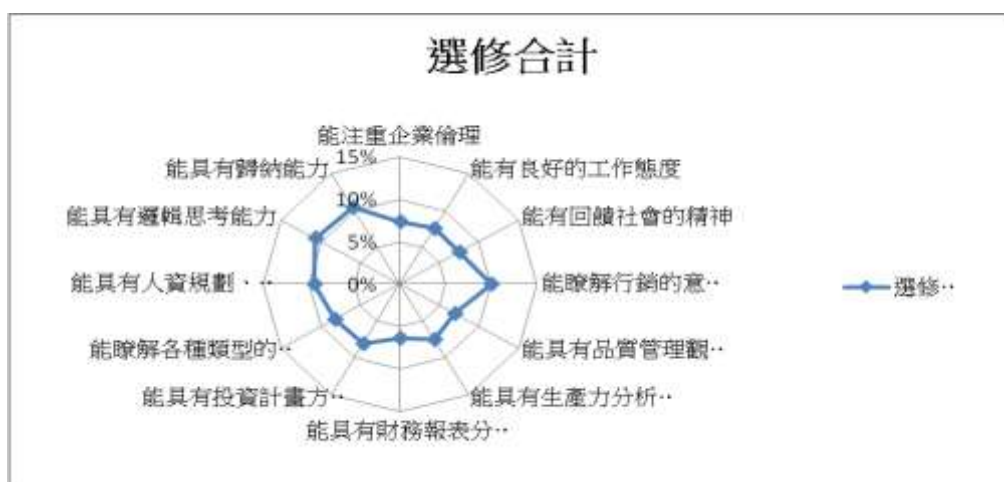 選修合計
能注重企業倫理
能有良好的工作態度
能有回饋社會的精神
能瞭解行銷的意‥
能具有品質管理觀‥
能具有生產力分析‥
能具有財務報表分‥
能具有投資計畫方‥
能瞭解各種類型的‥
能具有人資規劃、‥
能具有邏輯思考能力
能具有歸納能力
15%
10%
5%
0%
選修‥